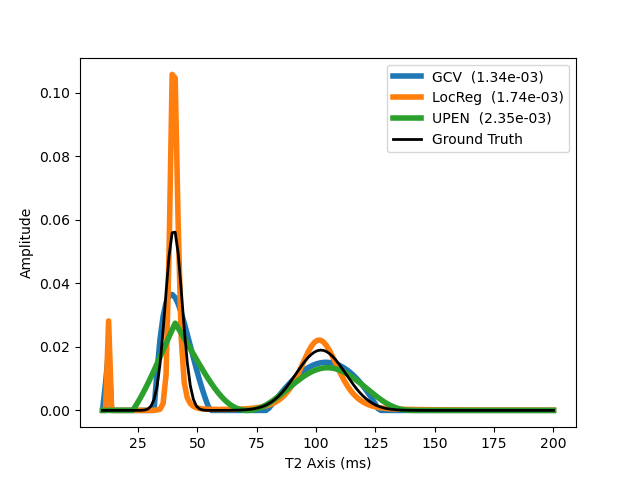 GCV (1.34e-03)
LocReg (1.74e-03)
UPEN (2.35e-03)
Ground Truth
0.10
0.08
0.06
0.04
0.02
0.00
Amplitude
25 50 75 100 125 150 175 200
T2 Axis (ms)